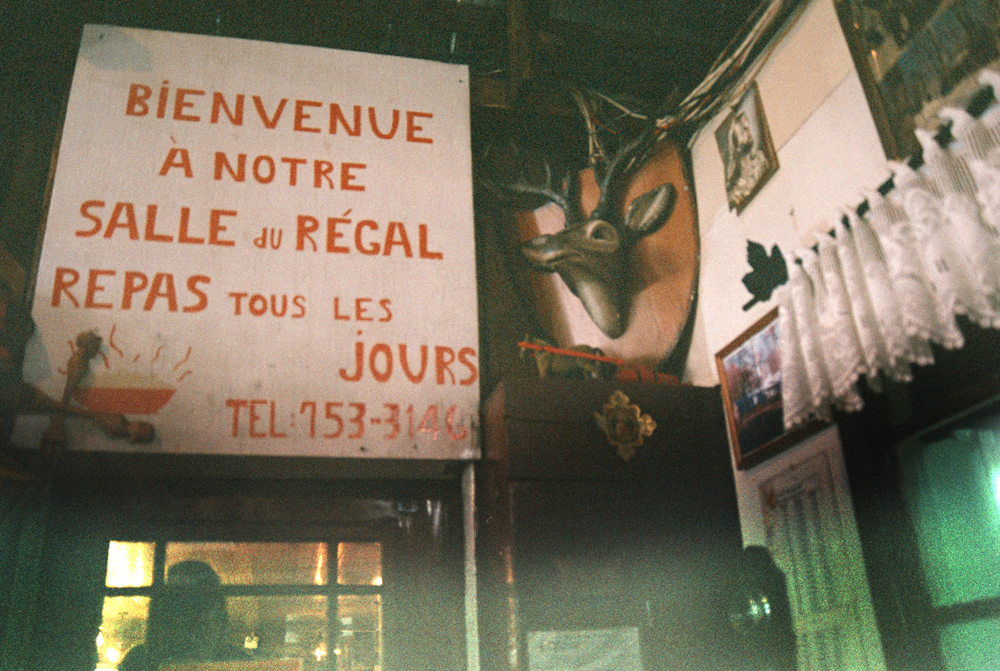 BiENVENUE
À NOTRE
SALLE dU RÉGAL
REPAS TOUS LES
jOURS
TEL:753-3146